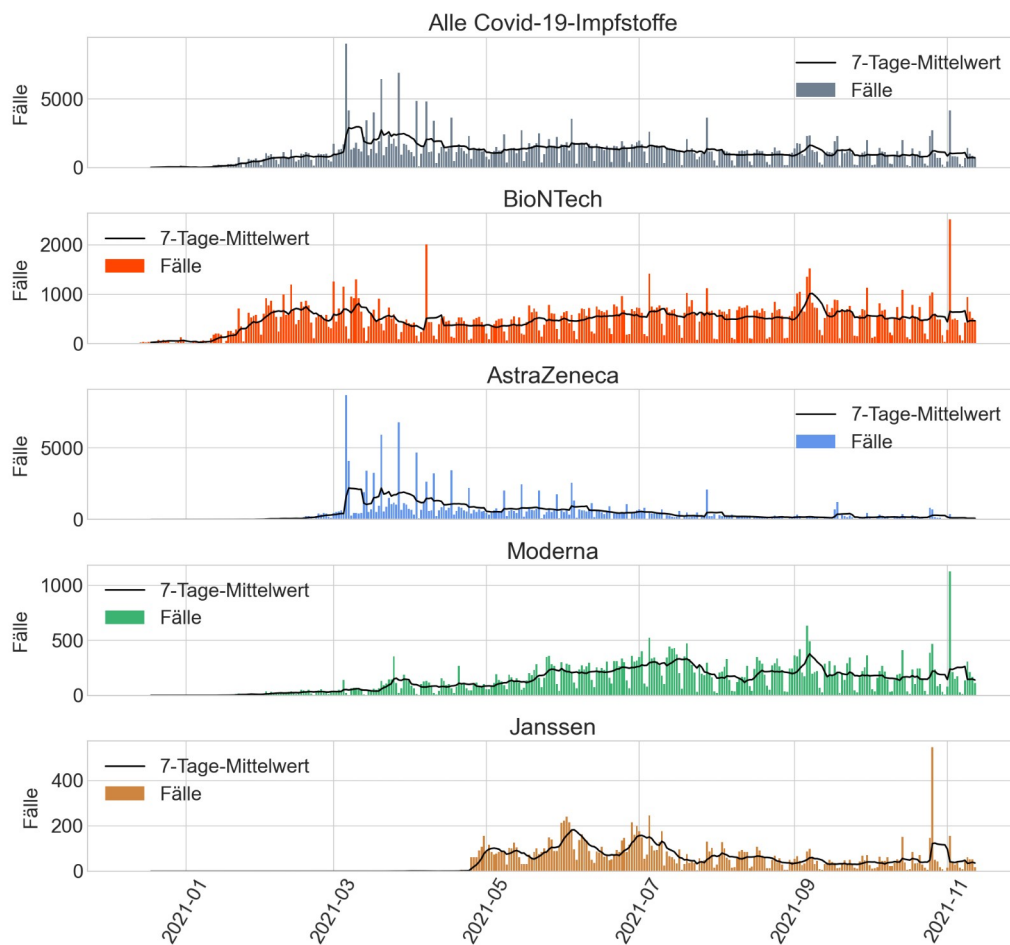 Alle Covid-19-Impfstoffe
Fälle
5000
0
7-Tage-Mittelwert
Fälle
BioNTech
Fälle
2000
1000
0
7-Tage-Mittelwert
Fälle
AstraZeneca
Fälle
5000
0
7-Tage-Mittelwert
Fälle
Moderna
Fälle
1000
500
0
7-Tage-Mittelwert
Fälle
Janssen
Fälle
400
200
0
7-Tage-Mittelwert
Fälle
2021-01
2021-03
2021-05
2021-07
2021-09
2021-11